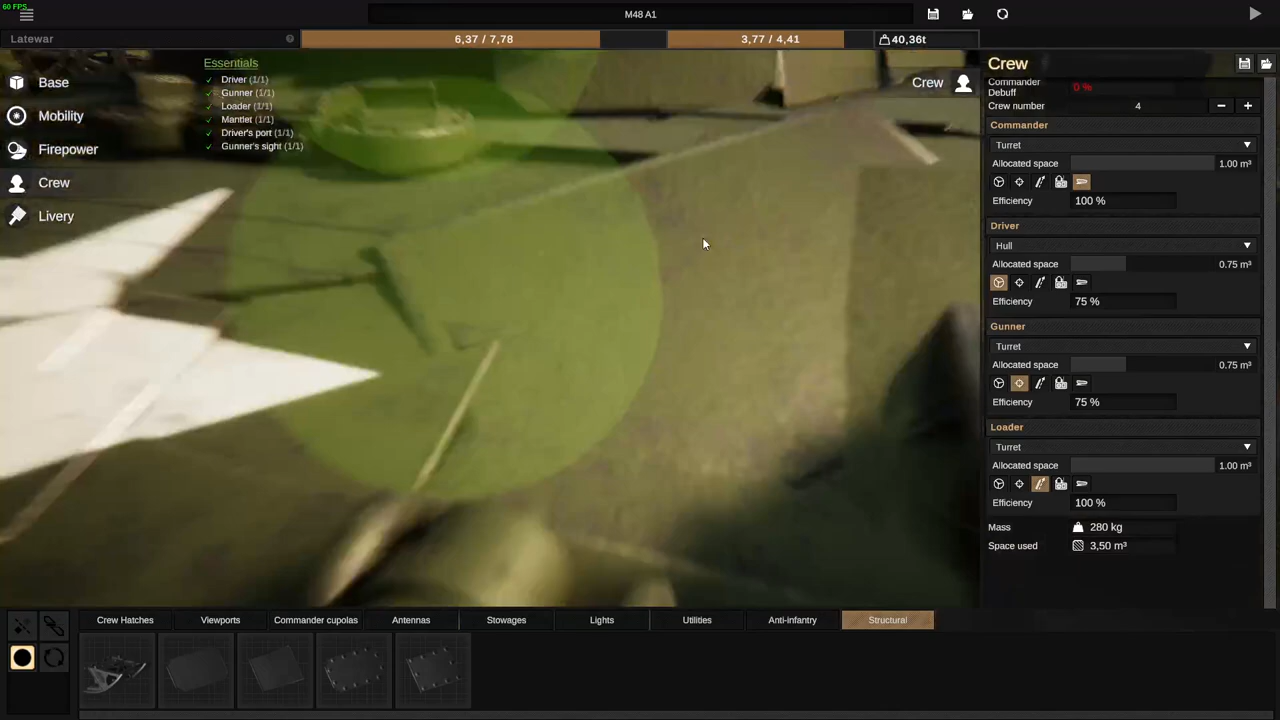 60 FPS
M48 A1
Latewar
6,37 / 7,78
3,77 / 4,41
40,36t
Base
Mobility
Firepower
Crew
Livery
Essentials
✓ Driver (1/1)
✓ Gunner (1/1)
✓ Loader (1/1)
✓ Mantlet (1/1)
✓ Driver's port (1/1)
✓ Gunner's sight (1/1)
Crew
Crew
Commander Debuff
0 %
Crew number
4
Commander
Turret
Allocated space
1.00 m³
Efficiency
100 %
Driver
Hull
Allocated space
0.75 m³
Efficiency
75 %
Gunner
Turret
Allocated space
0.75 m³
Efficiency
75 %
Loader
Turret
Allocated space
1.00 m³
Efficiency
100 %
Mass
280 kg
Space used
3,50 m³
Crew Hatches
Viewports
Commander cupolas
Antennas
Stowages
Lights
Utilities
Anti-infantry
Structural